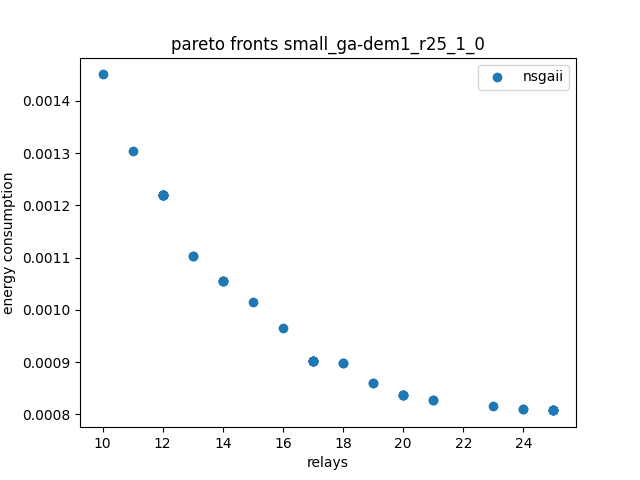 pareto fronts small_ga-dem1_r25_1_0
nsgaii
energy consumption
0.0014
0.0013
0.0012
0.0011
0.0010
0.0009
0.0008
10 12 14 16 18 20 22 24
relays